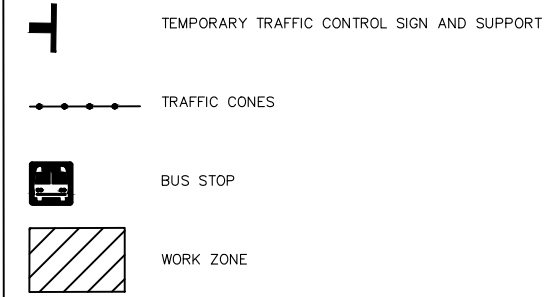 TEMPORARY TRAFFIC CONTROL SIGN AND SUPPORT
TRAFFIC CONES
BUS STOP
WORK ZONE